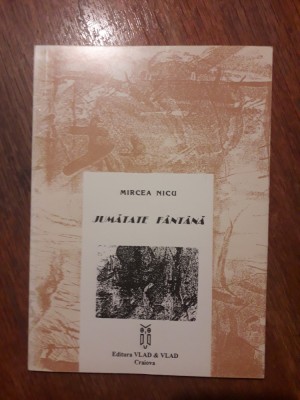 MIRCEA NICU
JUMĂTATE FÂNTÂNĂ
Editura VLAD & VLAD
Craiova